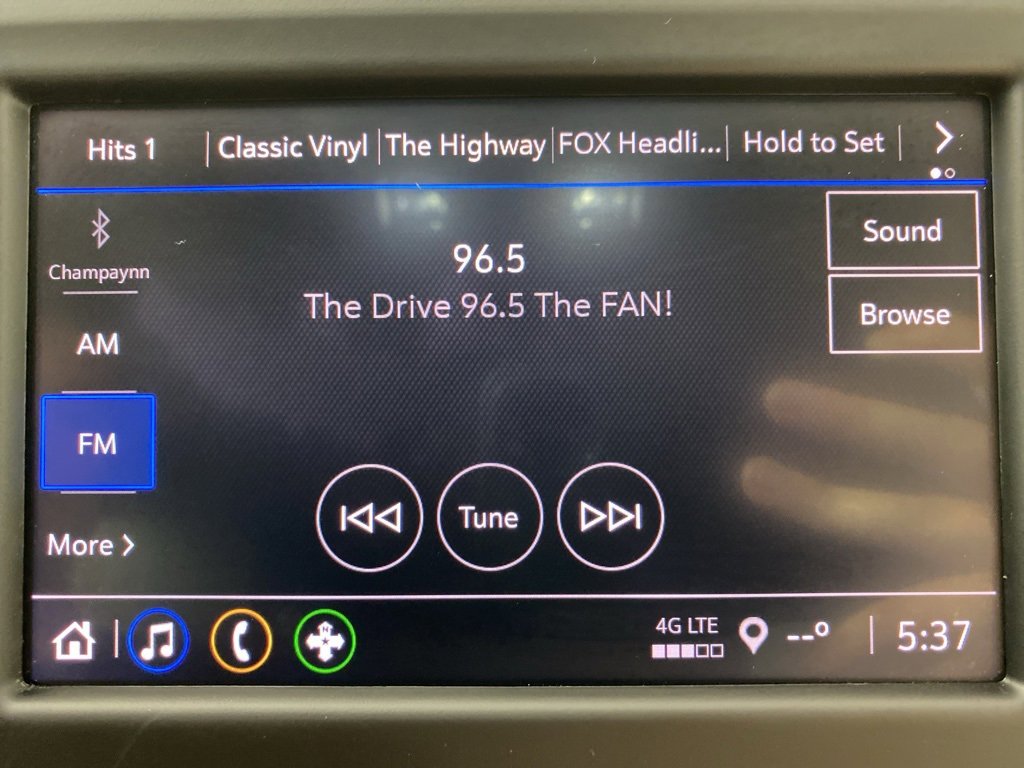 Hits 1
Classic Vinyl
The Highway
FOX Headli...
Hold to Set
Champaynn
96.5
The Drive 96.5 The FAN!
Sound
Browse
AM
FM
More
Tune
4G LTE
--°
5:37